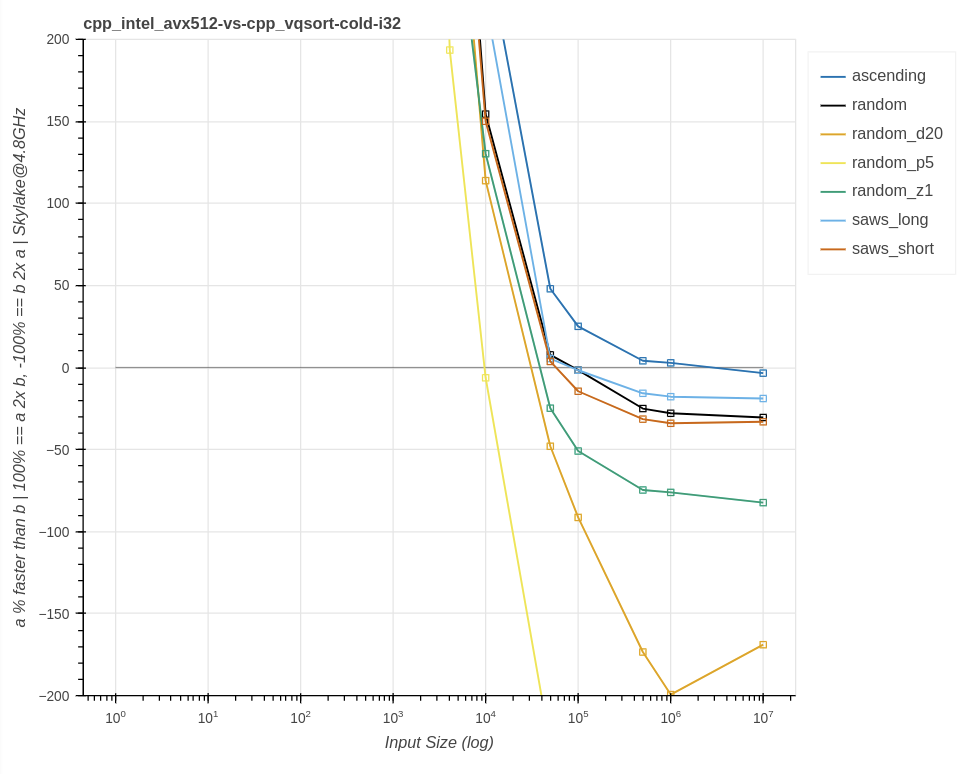 cpp_intel_avx512-vs-cpp_vqsort-cold-i32
a % faster than b | 100% == a 2x b, -100% == b 2x a | Skylake@4.8GHz
200
150
100
50
0
−50
−100
−150
−200
10⁰ 10¹ 10² 10³ 10⁴ 10⁵ 10⁶ 10⁷
Input Size (log)
ascending
random
random_d20
random_p5
random_z1
saws_long
saws_short